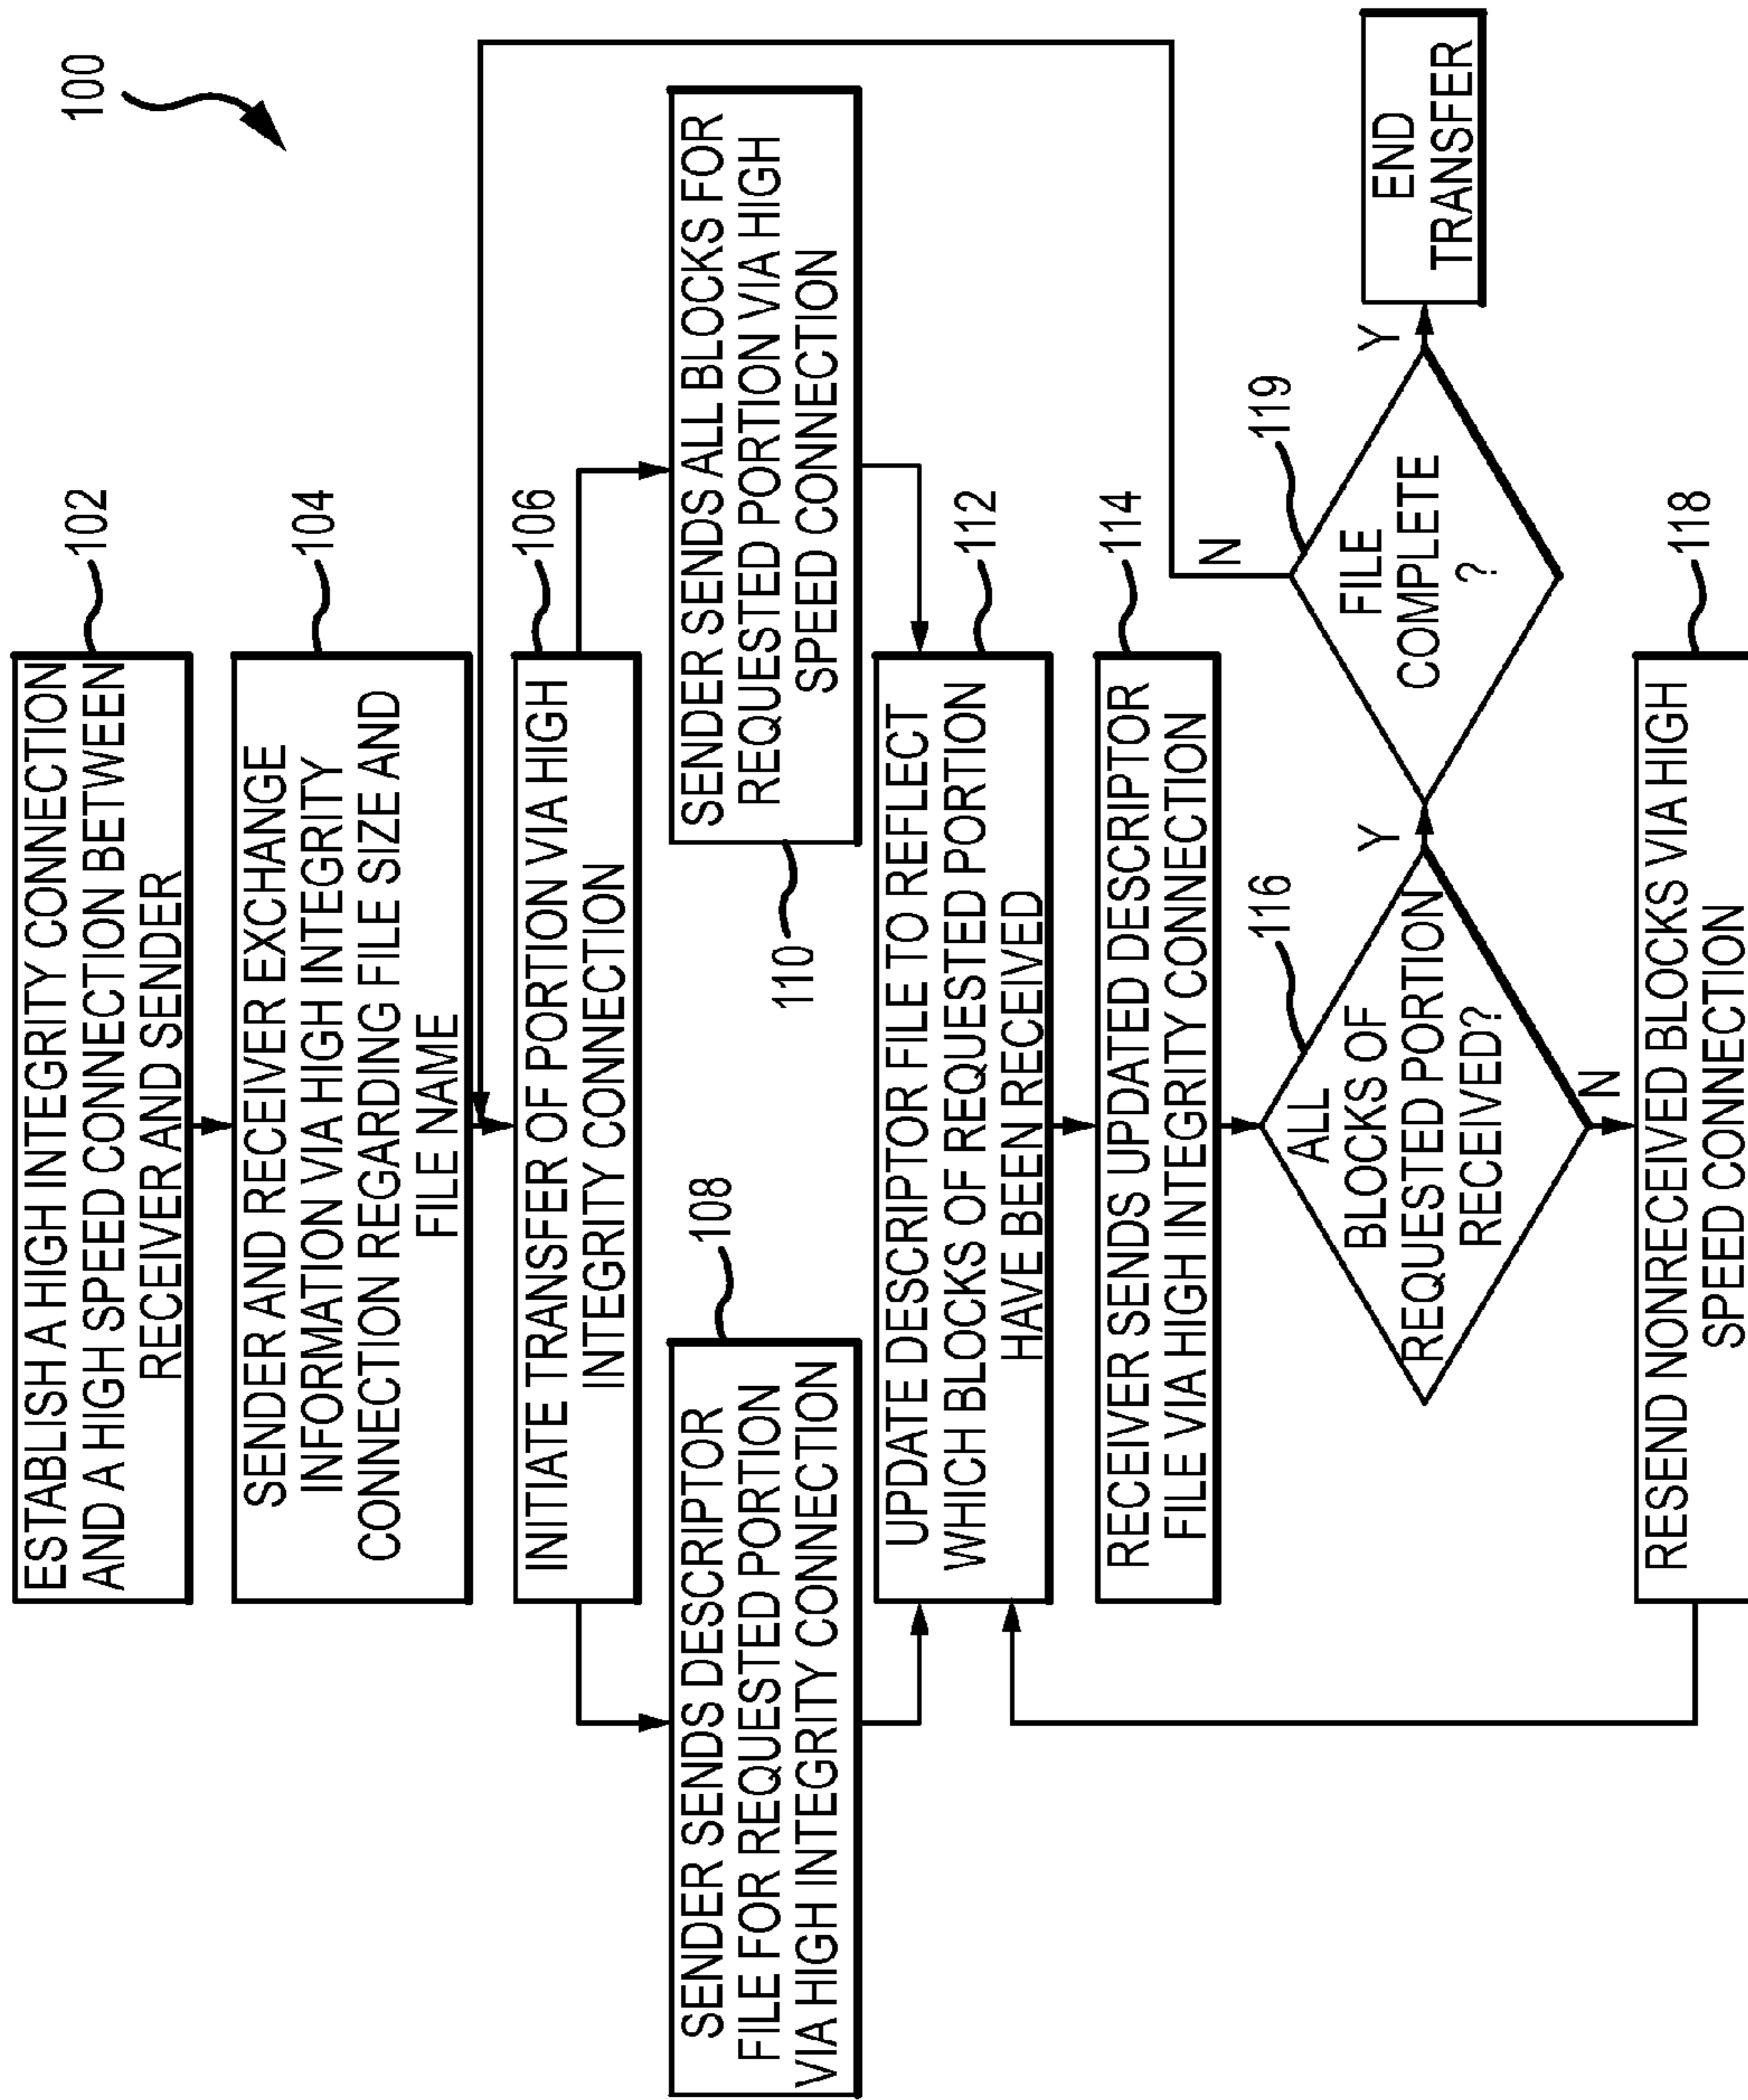 100
ESTABLISH A HIGH INTEGRITY CONNECTION
AND A HIGH SPEED CONNECTION BETWEEN
RECEIVER AND SENDER
102
SENDER AND RECEIVER EXCHANGE
INFORMATION VIA HIGH INTEGRITY
CONNECTION REGARDING FILE SIZE AND
FILE NAME
104
INITIATE TRANSFER OF PORTION VIA HIGH
INTEGRITY CONNECTION
106
SENDER SENDS DESCRIPTOR
FILE FOR REQUESTED PORTION
VIA HIGH INTEGRITY CONNECTION
108
SENDER SENDS ALL BLOCKS FOR
REQUESTED PORTION VIA HIGH
SPEED CONNECTION
110
UPDATE DESCRIPTOR FILE TO REFLECT
WHICH BLOCKS OF REQUESTED PORTION
HAVE BEEN RECEIVED
112
RECEIVER SENDS UPDATED DESCRIPTOR
FILE VIA HIGH INTEGRITY CONNECTION
114
ALL
BLOCKS OF
REQUESTED PORTION
RECEIVED?
116
Y
N
FILE
COMPLETE
?
119
N
Y
END
TRANSFER
RESEND NONRECEIVED BLOCKS VIA HIGH
SPEED CONNECTION
118